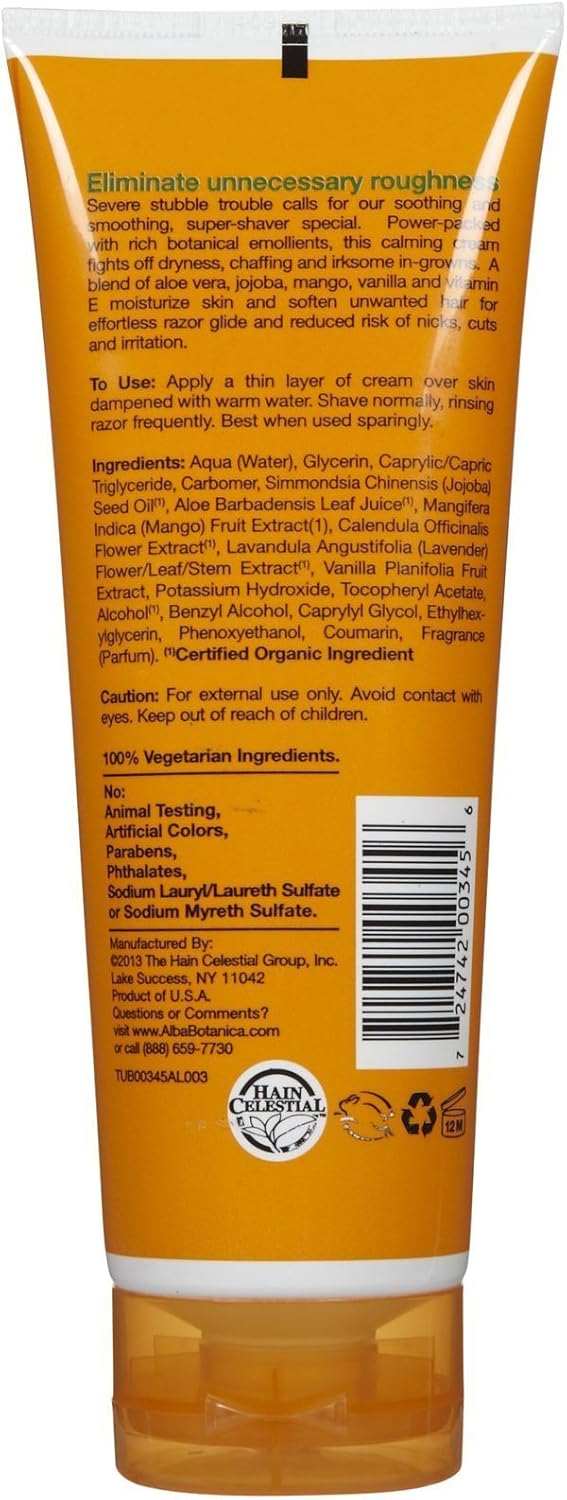 Eliminate unnecessary roughness
Severe stubble trouble calls for our soothing and
smoothing, super-shaver special. Power-packed
with rich botanical emollients, this calming cream
fights off dryness, chaffing and irksome in-growns. A
blend of aloe vera, jojoba, mango, vanilla and vitamin
E moisturize skin and soften unwanted hair for
effortless razor glide and reduced risk of nicks, cuts
and irritation.
To Use: Apply a thin layer of cream over skin
dampened with warm water. Shave normally, rinsing
razor frequently. Best when used sparingly.
Ingredients: Aqua (Water), Glycerin, Caprylic/Capric
Triglyceride, Carbomer, Simmondsia Chinensis (Jojoba)
Seed Oil⁽¹⁾, Aloe Barbadensis Leaf Juice⁽¹⁾, Mangifera
Indica (Mango) Fruit Extract(1), Calendula Officinalis
Flower Extract⁽¹⁾, Lavandula Angustifolia (Lavender)
Flower/Leaf/Stem Extract⁽¹⁾, Vanilla Planifolia Fruit
Extract, Potassium Hydroxide, Tocopheryl Acetate,
Alcohol⁽¹⁾, Benzyl Alcohol, Caprylyl Glycol, Ethylhex-
ylglycerin, Phenoxyethanol, Coumarin, Fragrance
(Parfum). ⁽¹⁾Certified Organic Ingredient
Caution: For external use only. Avoid contact with
eyes. Keep out of reach of children.
100% Vegetarian Ingredients.
No:
Animal Testing,
Artificial Colors,
Parabens,
Phthalates,
Sodium Lauryl/Laureth Sulfate
or Sodium Myreth Sulfate.
Manufactured By:
©2013 The Hain Celestial Group, Inc.
Lake Success, NY 11042
Product of U.S.A.
Questions or Comments?
visit www.AlbaBotanica.com
or call (888) 659-7730
TUB00345AL003
7 24742 00345 6
HAIN
CELESTIAL
12 M